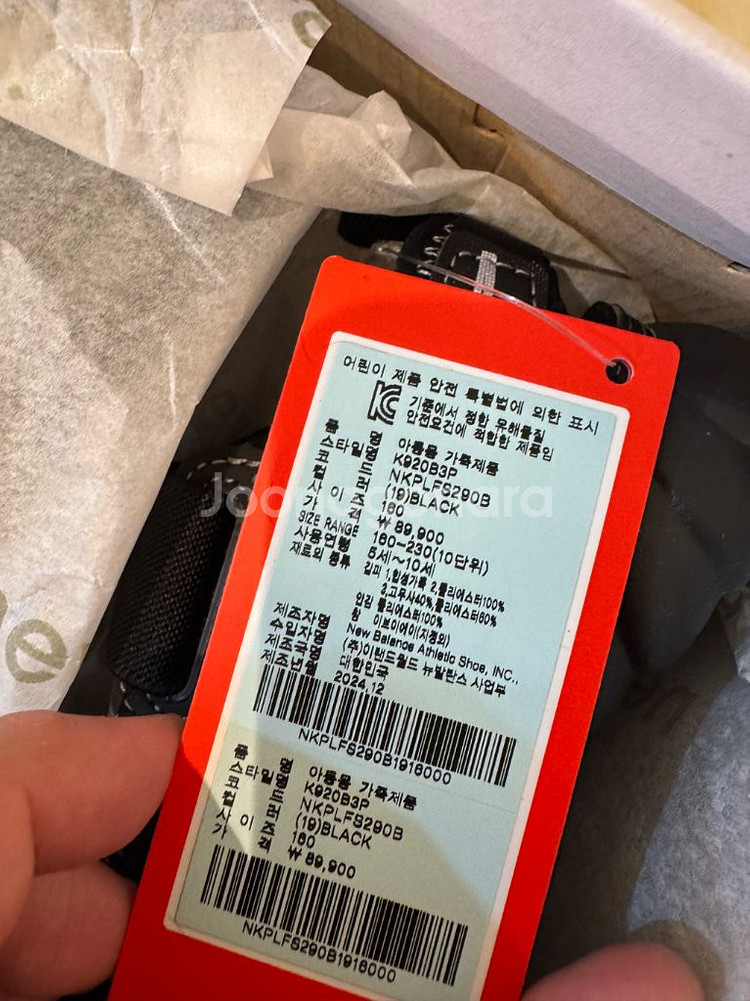 어린이 제품 안전 특별법에 의한 표시
기준에서 정한 유해물질
안전요건에 적합한 제품임
품 명 아동용 가죽제품
스타일명 K920B3P
코 드 NKPLFS290B
컬 러 (19)BLACK
사 이 즈 160
가 격 ₩ 89,900
SIZE RANGE 160-230(10단위)
사용연령 5세~10세
재료의 종류 겉피 1.합성가죽 2.폴리에스터100%
2.고무사40%,폴리에스터60%
안감 폴리에스터100%
창 이브이에이(지정외)
제조자명 New Balance Athletic Shoe, INC.,
수입자명 (주)이랜드월드 뉴발란스 사업부
제조국명 대한민국
제조년월 2024.12
NKPLFS290B1916000
품 명 아동용 가죽제품
스타일명 K920B3P
코 드 NKPLFS290B
컬 러 (19)BLACK
사 이 즈 160
가 격 ₩ 89,900
NKPLFS290B1916000
Joonggonara
e